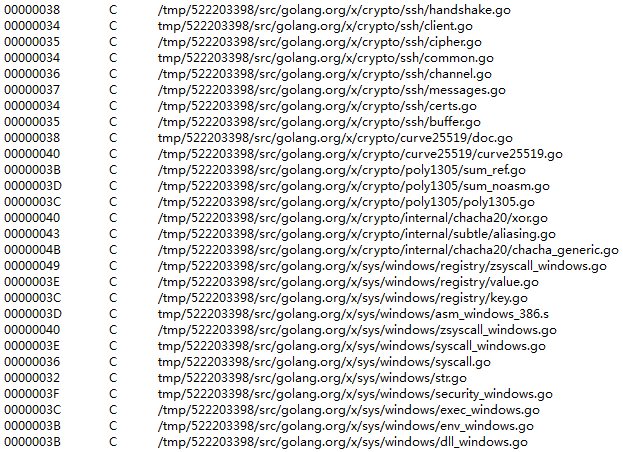 00000038 C /tmp/522203398/src/golang.org/x/crypto/ssh/handshake.go
00000034 C tmp/522203398/src/golang.org/x/crypto/ssh/client.go
00000035 C /tmp/522203398/src/golang.org/x/crypto/ssh/cipher.go
00000034 C tmp/522203398/src/golang.org/x/crypto/ssh/common.go
00000036 C /tmp/522203398/src/golang.org/x/crypto/ssh/channel.go
00000037 C /tmp/522203398/src/golang.org/x/crypto/ssh/messages.go
00000034 C /tmp/522203398/src/golang.org/x/crypto/ssh/certs.go
00000035 C /tmp/522203398/src/golang.org/x/crypto/ssh/buffer.go
00000038 C tmp/522203398/src/golang.org/x/crypto/curve25519/doc.go
00000040 C /tmp/522203398/src/golang.org/x/crypto/curve25519/curve25519.go
0000003B C /tmp/522203398/src/golang.org/x/crypto/poly1305/sum_ref.go
0000003D C /tmp/522203398/src/golang.org/x/crypto/poly1305/sum_noasm.go
0000003C C /tmp/522203398/src/golang.org/x/crypto/poly1305/poly1305.go
00000040 C /tmp/522203398/src/golang.org/x/crypto/internal/chacha20/xor.go
00000043 C /tmp/522203398/src/golang.org/x/crypto/internal/subtle/aliasing.go
0000004B C /tmp/522203398/src/golang.org/x/crypto/internal/chacha20/chacha_generic.go
00000049 C /tmp/522203398/src/golang.org/x/sys/windows/registry/zsyscall_windows.go
0000003E C /tmp/522203398/src/golang.org/x/sys/windows/registry/value.go
0000003C C /tmp/522203398/src/golang.org/x/sys/windows/registry/key.go
0000003D C tmp/522203398/src/golang.org/x/sys/windows/asm_windows_386.s
00000040 C /tmp/522203398/src/golang.org/x/sys/windows/zsyscall_windows.go
0000003E C tmp/522203398/src/golang.org/x/sys/windows/syscall_windows.go
00000036 C tmp/522203398/src/golang.org/x/sys/windows/syscall.go
00000032 C tmp/522203398/src/golang.org/x/sys/windows/str.go
0000003F C tmp/522203398/src/golang.org/x/sys/windows/security_windows.go
0000003C C /tmp/522203398/src/golang.org/x/sys/windows/exec_windows.go
0000003B C /tmp/522203398/src/golang.org/x/sys/windows/env_windows.go
0000003B C /tmp/522203398/src/golang.org/x/sys/windows/dll_windows.go